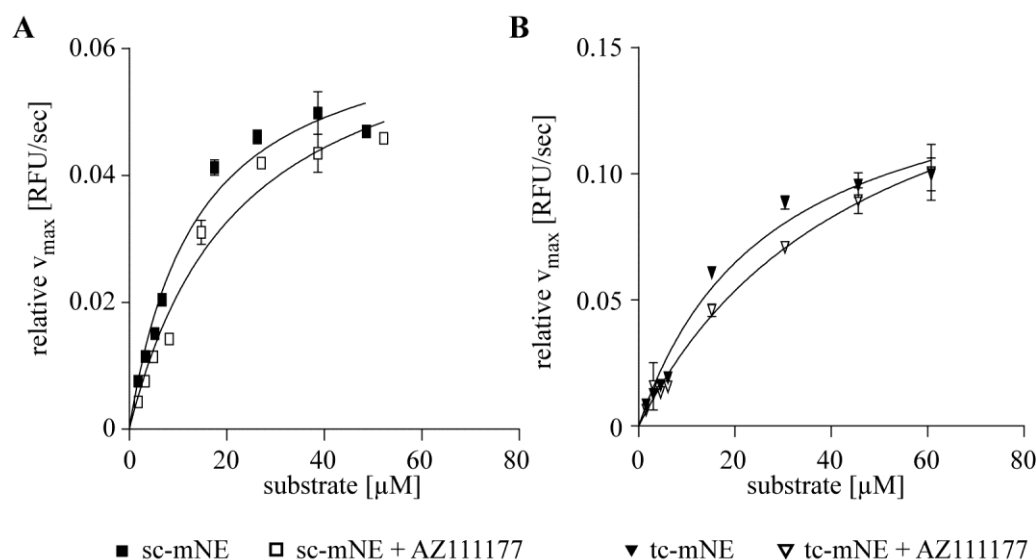 A
B
relative vmax [RFU/sec]
0.06
0.04
0.02
0
0 20 40 60 80
substrate [µM]
relative vmax [RFU/sec]
0.15
0.10
0.05
0
0 20 40 60 80
substrate [µM]
sc-mNE sc-mNE + AZ111177
tc-mNE tc-mNE + AZ111177